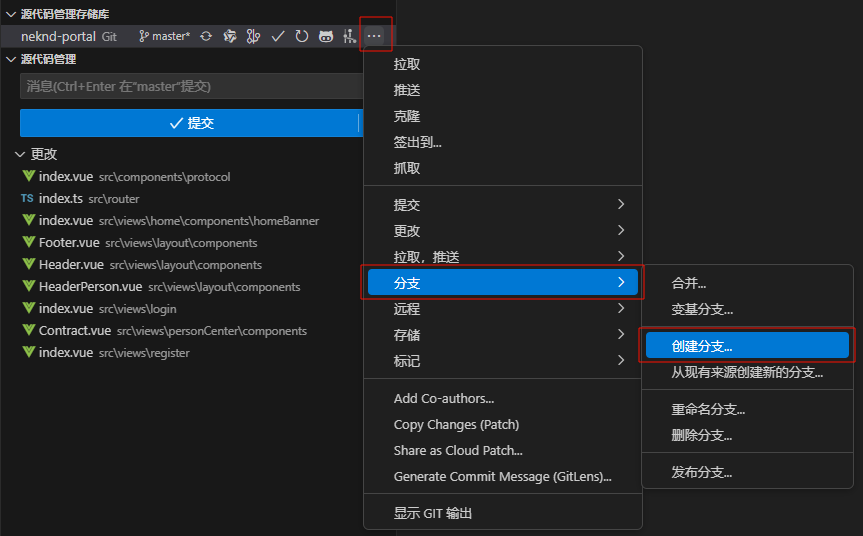 源代码管理存储库
neknd-portal Git master*
源代码管理
消息(Ctrl+Enter 在"master"提交)
提交
更改
index.vue src\components\protocol
TS index.ts src\router
index.vue src\views\home\components\homeBanner
Footer.vue src\views\layout\components
Header.vue src\views\layout\components
HeaderPerson.vue src\views\layout\components
index.vue src\views\login
Contract.vue src\views\personCenter\components
index.vue src\views\register
拉取
推送
克隆
签出到...
抓取
提交
更改
拉取，推送
分支
远程
存储
标记
Add Co-authors...
Copy Changes (Patch)
Share as Cloud Patch...
Generate Commit Message (GitLens)...
显示 GIT 输出
合并...
变基分支...
创建分支...
从现有来源创建新的分支...
重命名分支...
删除分支...
发布分支...